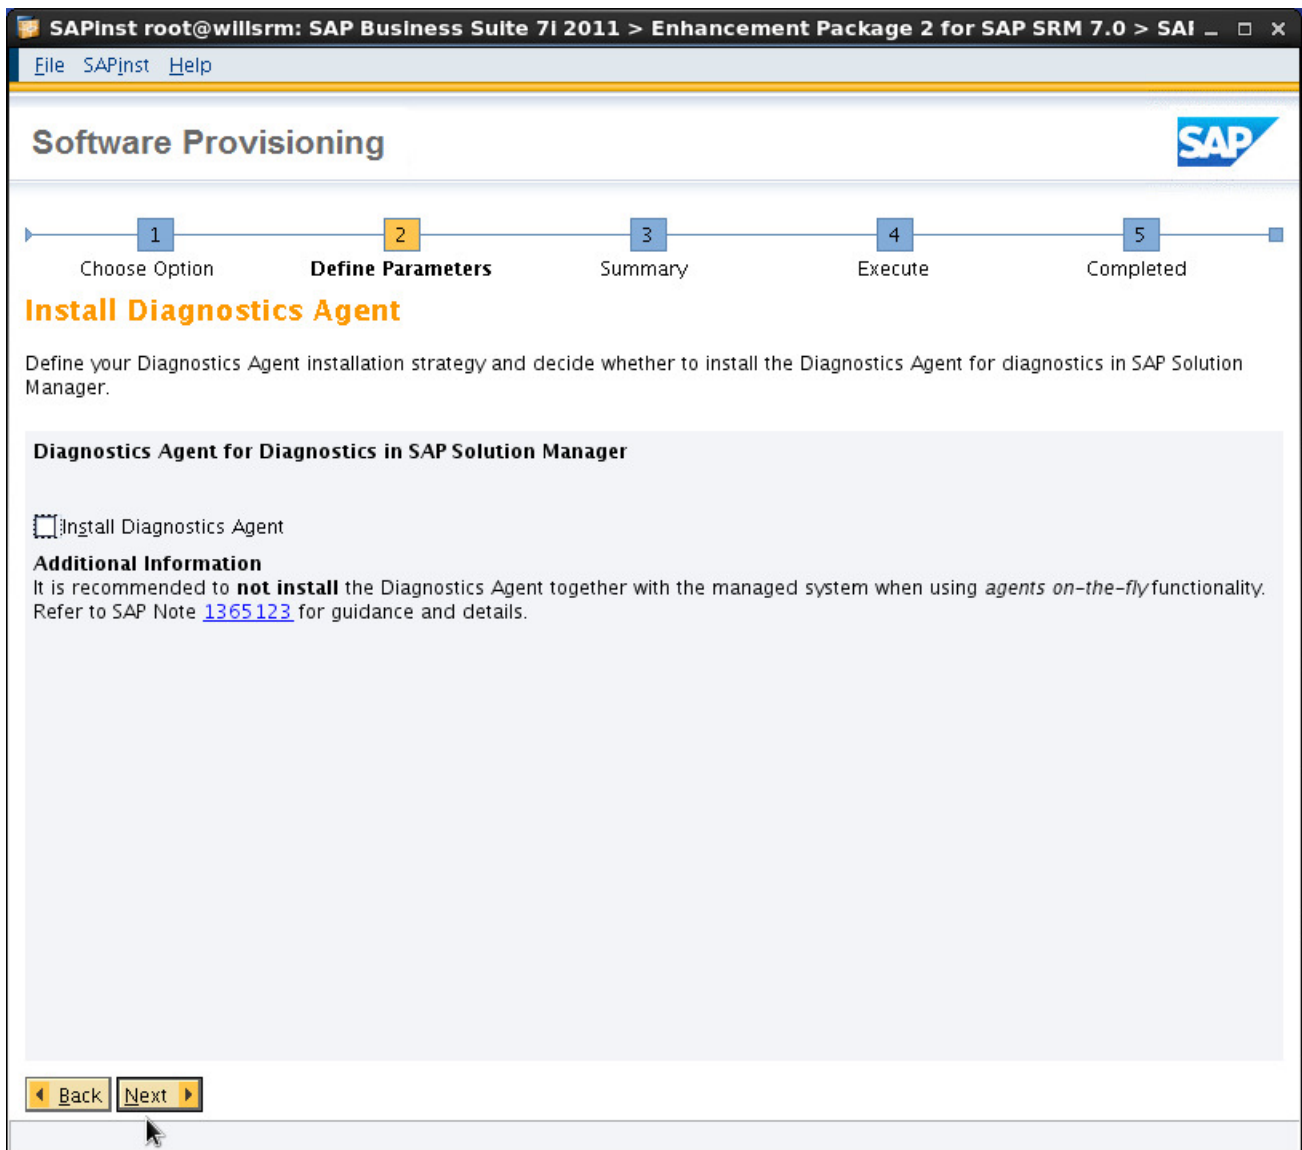 SAPinst root@willsrm: SAP Business Suite 7i 2011 > Enhancement Package 2 for SAP SRM 7.0 > SAI
File SAPinst Help
Software Provisioning
SAP
1 2 3 4 5
Choose Option Define Parameters Summary Execute Completed
Install Diagnostics Agent
Define your Diagnostics Agent installation strategy and decide whether to install the Diagnostics Agent for diagnostics in SAP Solution
Manager.
Diagnostics Agent for Diagnostics in SAP Solution Manager
Install Diagnostics Agent
Additional Information
It is recommended to not install the Diagnostics Agent together with the managed system when using agents on-the-fly functionality.
Refer to SAP Note 1365123 for guidance and details.
Back Next